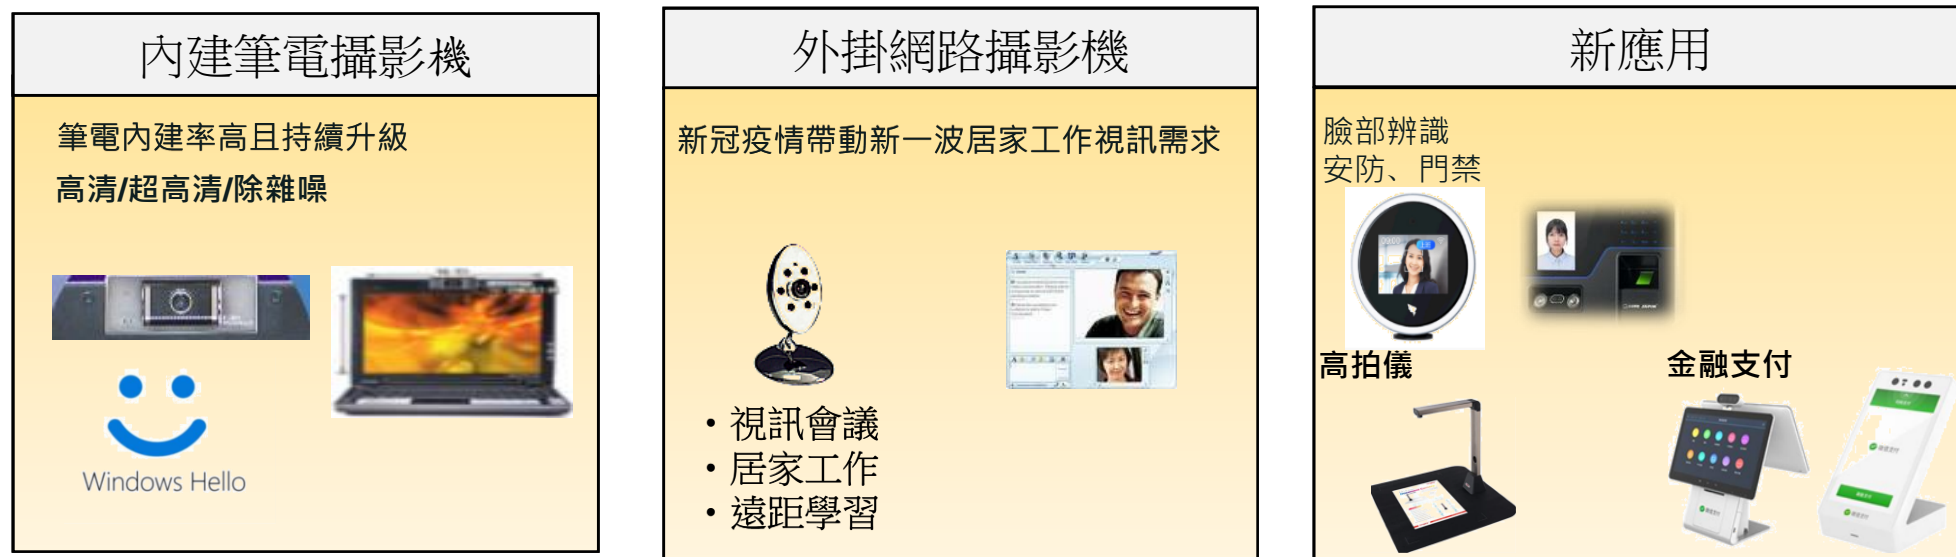 內建筆電攝影機
筆電內建率高且持續升級
高清/超高清/除雜噪
Windows Hello
外掛網路攝影機
新冠疫情帶動新一波居家工作視訊需求
・視訊會議
・居家工作
・遠距學習
新應用
臉部辨識
安防、門禁
高拍儀
金融支付